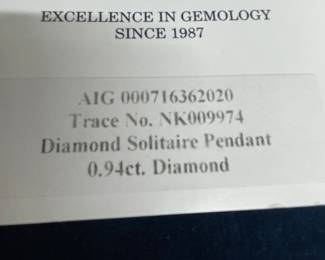 EXCELLENCE IN GEMOLOGY
SINCE 1987
AIG 000716362020
Trace No. NK009974
Diamond Solitaire Pendant
0.94ct. Diamond